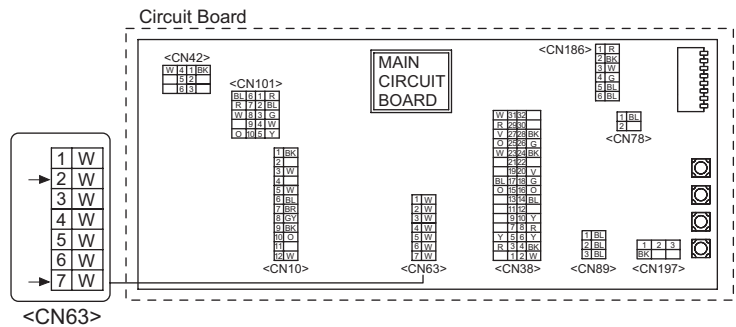 Circuit Board
<CN42>
W 4 1 BK
5 2
6 3
<CN101>
BL 6 1 R
R 7 2 BL
W 8 3 G
9 4 W
O 10 5 Y
MAIN
CIRCUIT
BOARD
<CN186>
1 R
2 BK
3 W
4 G
5 BL
6 BL
1 BL
2
<CN78>
1 W
2 W
3 W
4 W
5 W
6 W
7 W
<CN63>
1 BK
2
3 W
4
5 W
6 BL
7 BR
8 GY
9 BK
10 O
11
12 W
<CN10>
1 W
2 W
3 W
4 W
5 W
6 W
7 W
<CN63>
W 31 32
R 29 30
V 27 28 BK
O 25 26 G
W 23 24 BK
21 22
19 20 V
BL 17 18 G
O 15 16 O
13 14 BL
11 12
9 10 Y
7 8 R
Y 5 6 Y
R 3 4 BK
1 2 W
<CN38>
1 BL
2 BL
3 BL
<CN89>
1 2 3
BK
<CN197>